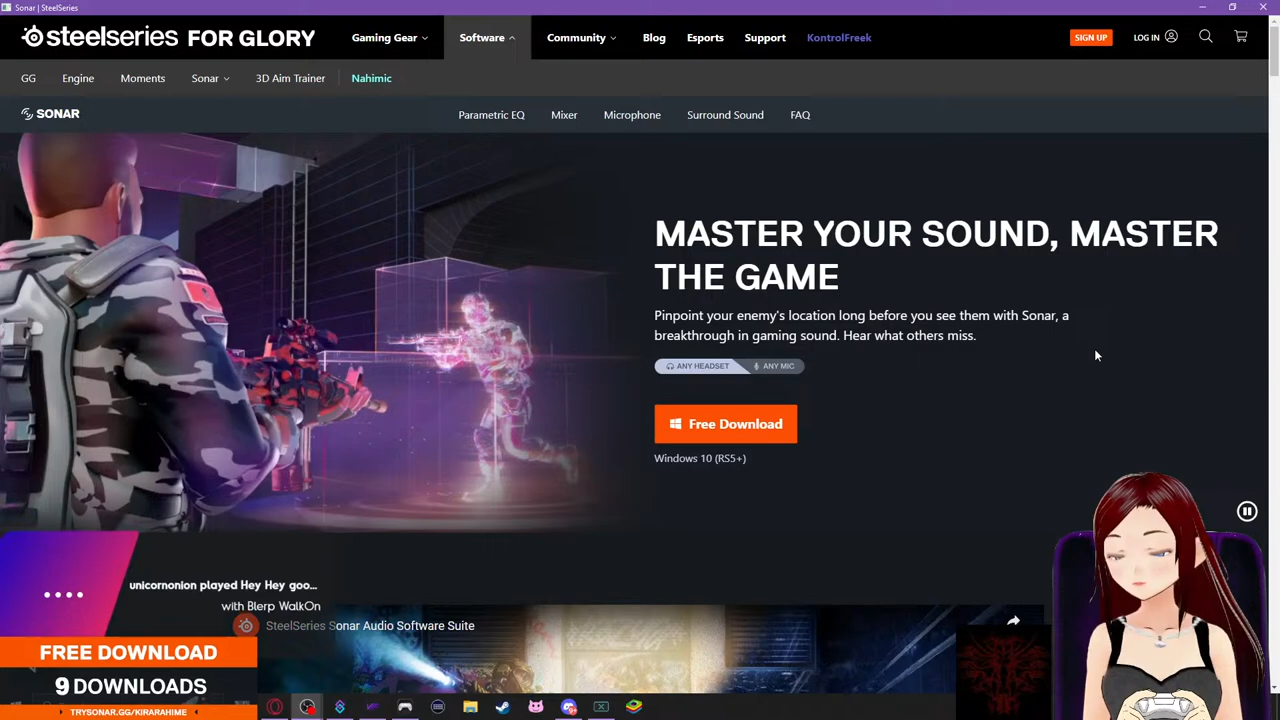 Sonar | SteelSeries
steelseries FOR GLORY
Gaming Gear
Software
Community
Blog
Esports
Support
KontrolFreek
SIGN UP
LOG IN
GG
Engine
Moments
Sonar
3D Aim Trainer
Nahimic
SONAR
Parametric EQ
Mixer
Microphone
Surround Sound
FAQ
MASTER YOUR SOUND, MASTER
THE GAME
Pinpoint your enemy's location long before you see them with Sonar, a
breakthrough in gaming sound. Hear what others miss.
ANY HEADSET
ANY MIC
Free Download
Windows 10 (RS5+)
unicornonion played Hey Hey goo...
with Blerp WalkOn
SteelSeries Sonar Audio Software Suite
FREE DOWNLOAD
9 DOWNLOADS
TRYSONAR.GG/KIRARAHIME